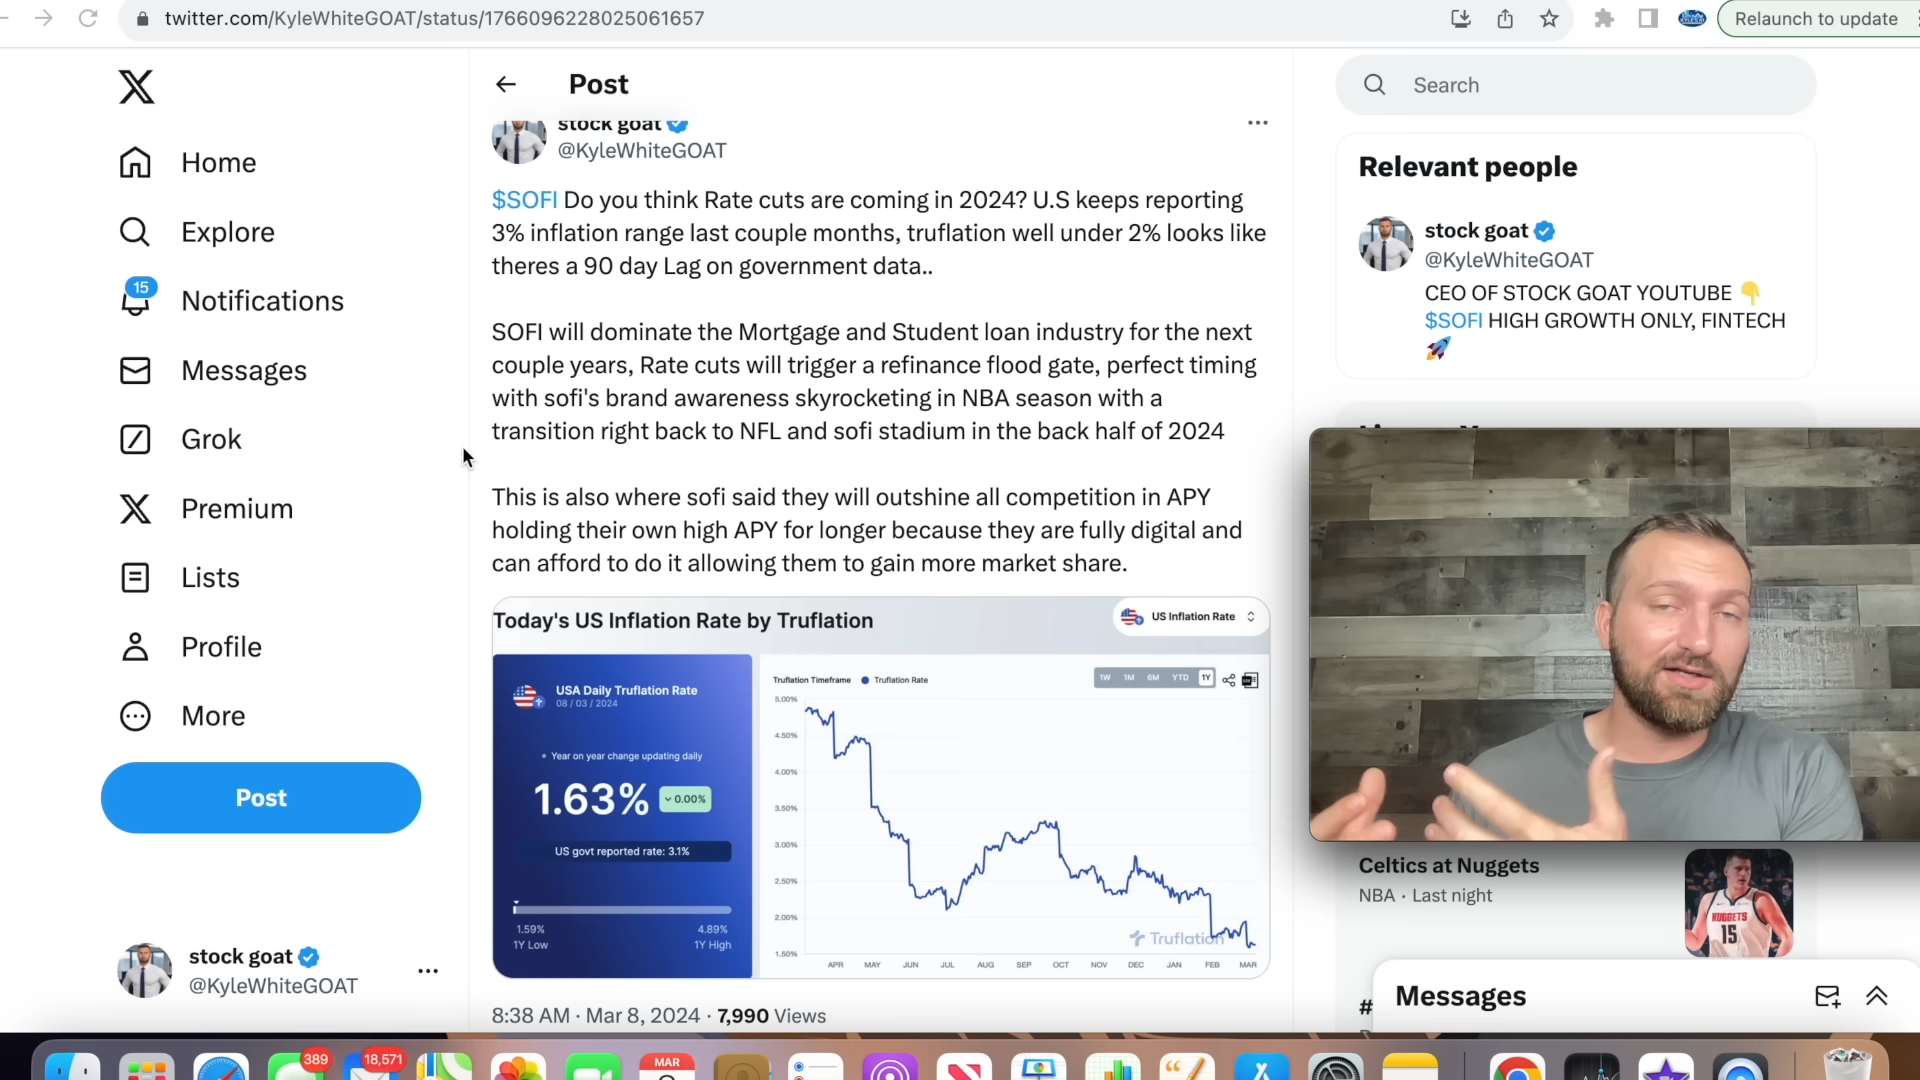 twitter.com/KyleWhiteGOAT/status/1766096228025061657
Relaunch to update
Home
Explore
15
Notifications
Messages
Grok
Premium
Lists
Profile
More
Post
stock goat
@KyleWhiteGOAT
Post
stock goat
@KyleWhiteGOAT
$SOFI Do you think Rate cuts are coming in 2024? U.S keeps reporting
3% inflation range last couple months, truflation well under 2% looks like
theres a 90 day Lag on government data..
SOFI will dominate the Mortgage and Student loan industry for the next
couple years, Rate cuts will trigger a refinance flood gate, perfect timing
with sofi's brand awareness skyrocketing in NBA season with a
transition right back to NFL and sofi stadium in the back half of 2024
This is also where sofi said they will outshine all competition in APY
holding their own high APY for longer because they are fully digital and
can afford to do it allowing them to gain more market share.
Today's US Inflation Rate by Truflation
US Inflation Rate
USA Daily Truflation Rate
08 / 03 / 2024
Year on year change updating daily
1.63%
0.00%
US govt reported rate: 3.1%
1.59%
4.89%
1Y Low
1Y High
Truflation Timeframe
Truflation Rate
1W 1M 6M YTD 1Y
5.00%
4.50%
4.00%
3.50%
3.00%
2.50%
2.00%
1.50%
Truflation
APR MAY JUN JUL AUG SEP OCT NOV DEC JAN FEB MAR
8:38 AM · Mar 8, 2024 · 7,990 Views
Search
Relevant people
stock goat
@KyleWhiteGOAT
CEO OF STOCK GOAT YOUTUBE
$SOFI HIGH GROWTH ONLY, FINTECH
Celtics at Nuggets
NBA · Last night
NUGGETS
15
#
Messages
389
18,571
MAR